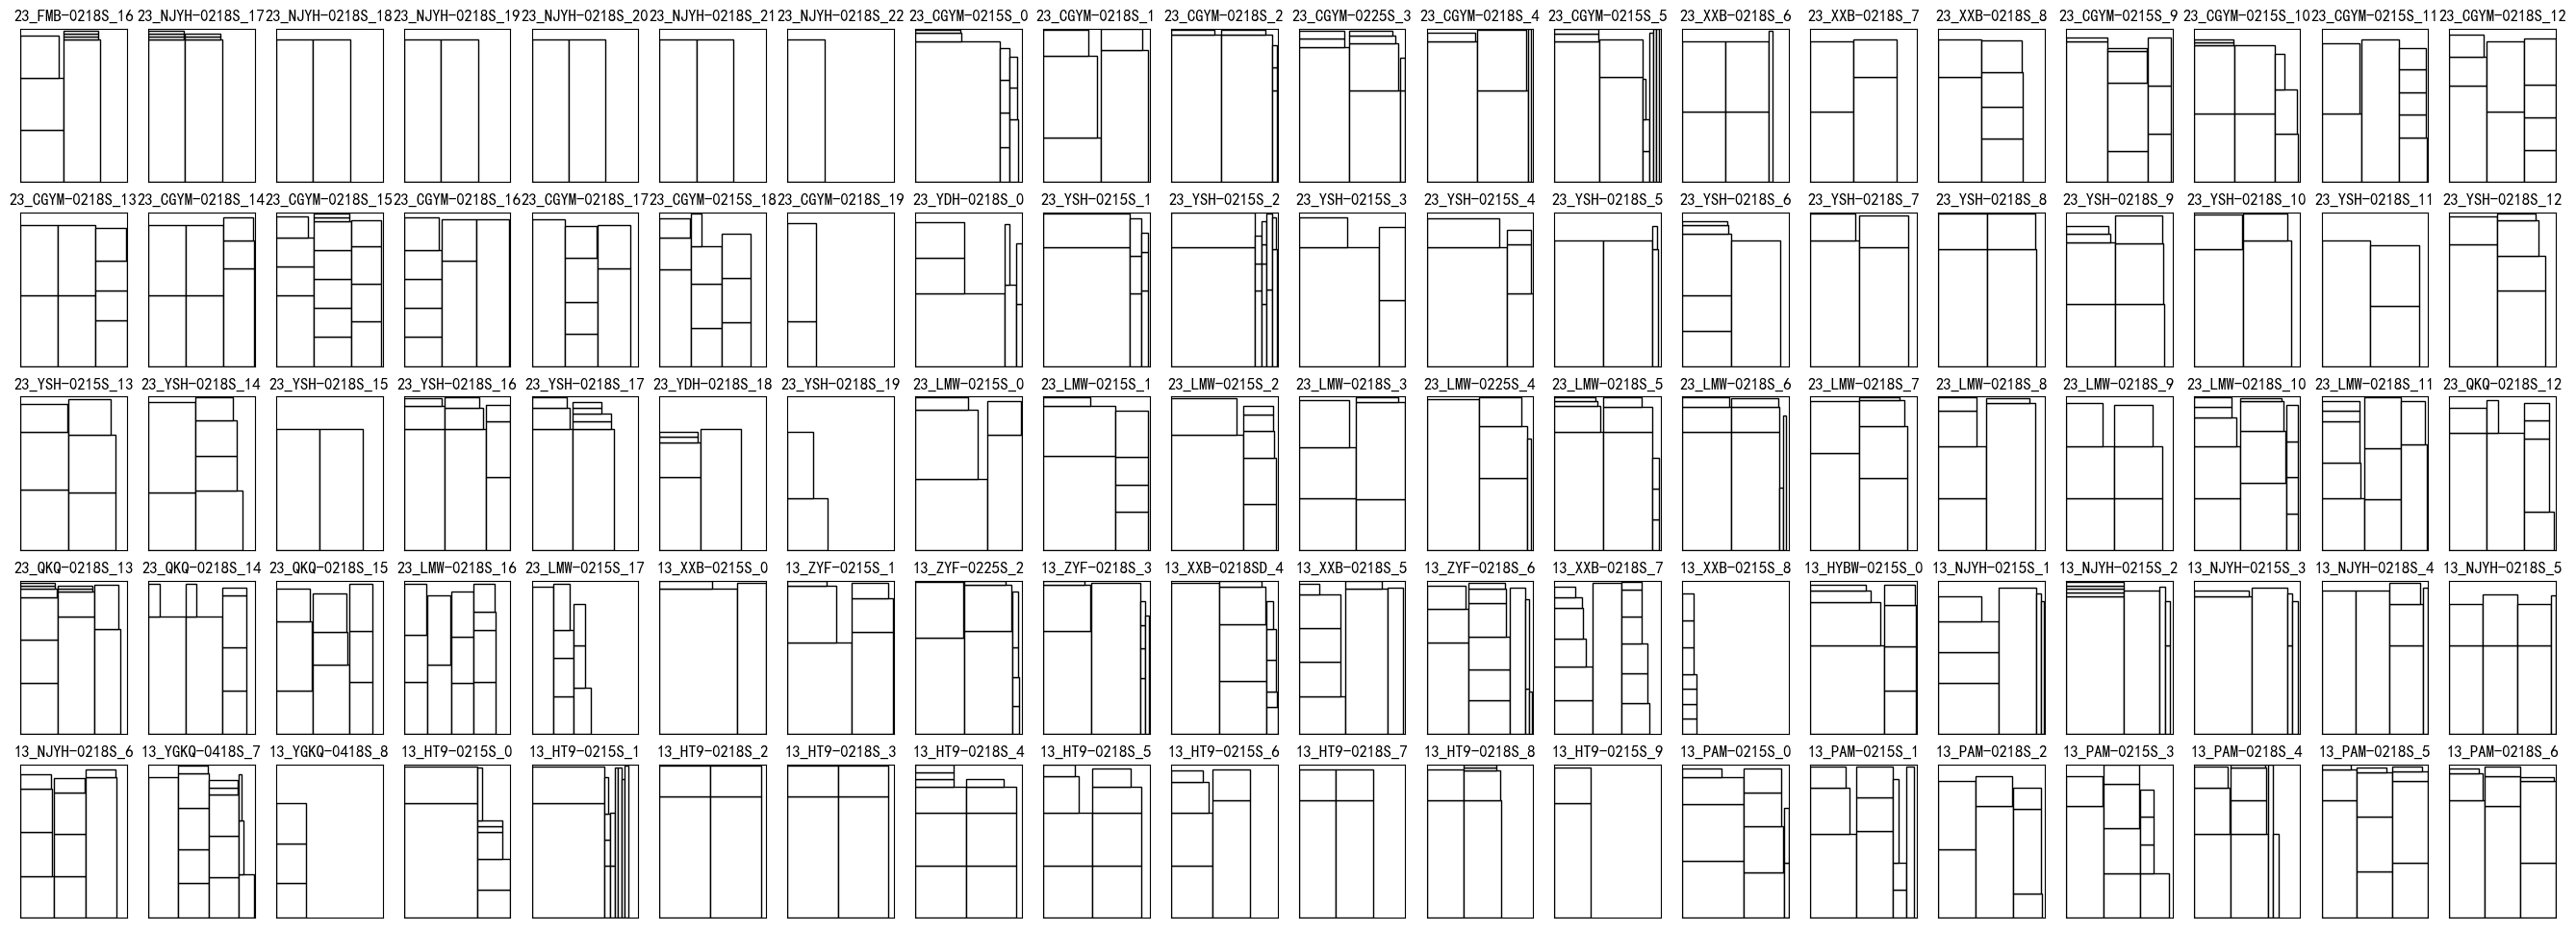 23_FMB-0218S_16 23_NJYH-0218S_17 23_NJYH-0218S_18 23_NJYH-0218S_19 23_NJYH-0218S_20 23_NJYH-0218S_21 23_NJYH-0218S_22 23_CGYM-0215S_0 23_CGYM-0218S_1 23_CGYM-0218S_2 23_CGYM-0225S_3 23_CGYM-0218S_4 23_CGYM-0215S_5 23_XXB-0218S_6 23_XXB-0218S_7 23_XXB-0218S_8 23_CGYM-0215S_9 23_CGYM-0215S_10 23_CGYM-0215S_11 23_CGYM-0218S_12
23_CGYM-0218S_13 23_CGYM-0218S_14 23_CGYM-0218S_15 23_CGYM-0218S_16 23_CGYM-0218S_17 23_CGYM-0215S_18 23_CGYM-0218S_19 23_YDH-0218S_0 23_YSH-0215S_1 23_YSH-0215S_2 23_YSH-0215S_3 23_YSH-0215S_4 23_YSH-0218S_5 23_YSH-0218S_6 23_YSH-0218S_7 23_YSH-0218S_8 23_YSH-0218S_9 23_YSH-0218S_10 23_YSH-0218S_11 23_YSH-0218S_12
23_YSH-0215S_13 23_YSH-0218S_14 23_YSH-0218S_15 23_YSH-0218S_16 23_YSH-0218S_17 23_YDH-0218S_18 23_YSH-0218S_19 23_LMW-0215S_0 23_LMW-0215S_1 23_LMW-0215S_2 23_LMW-0218S_3 23_LMW-0225S_4 23_LMW-0218S_5 23_LMW-0218S_6 23_LMW-0218S_7 23_LMW-0218S_8 23_LMW-0218S_9 23_LMW-0218S_10 23_LMW-0218S_11 23_QKQ-0218S_12
23_QKQ-0218S_13 23_QKQ-0218S_14 23_QKQ-0218S_15 23_LMW-0218S_16 23_LMW-0215S_17 13_XXB-0215S_0 13_ZYF-0215S_1 13_ZYF-0225S_2 13_ZYF-0218S_3 13_XXB-0218SD_4 13_XXB-0218S_5 13_ZYF-0218S_6 13_XXB-0218S_7 13_XXB-0215S_8 13_HYBW-0215S_0 13_NJYH-0215S_1 13_NJYH-0215S_2 13_NJYH-0215S_3 13_NJYH-0218S_4 13_NJYH-0218S_5
13_NJYH-0218S_6 13_YGKQ-0418S_7 13_YGKQ-0418S_8 13_HT9-0215S_0 13_HT9-0215S_1 13_HT9-0218S_2 13_HT9-0218S_3 13_HT9-0218S_4 13_HT9-0218S_5 13_HT9-0215S_6 13_HT9-0218S_7 13_HT9-0218S_8 13_HT9-0215S_9 13_PAM-0215S_0 13_PAM-0215S_1 13_PAM-0218S_2 13_PAM-0215S_3 13_PAM-0218S_4 13_PAM-0218S_5 13_PAM-0218S_6